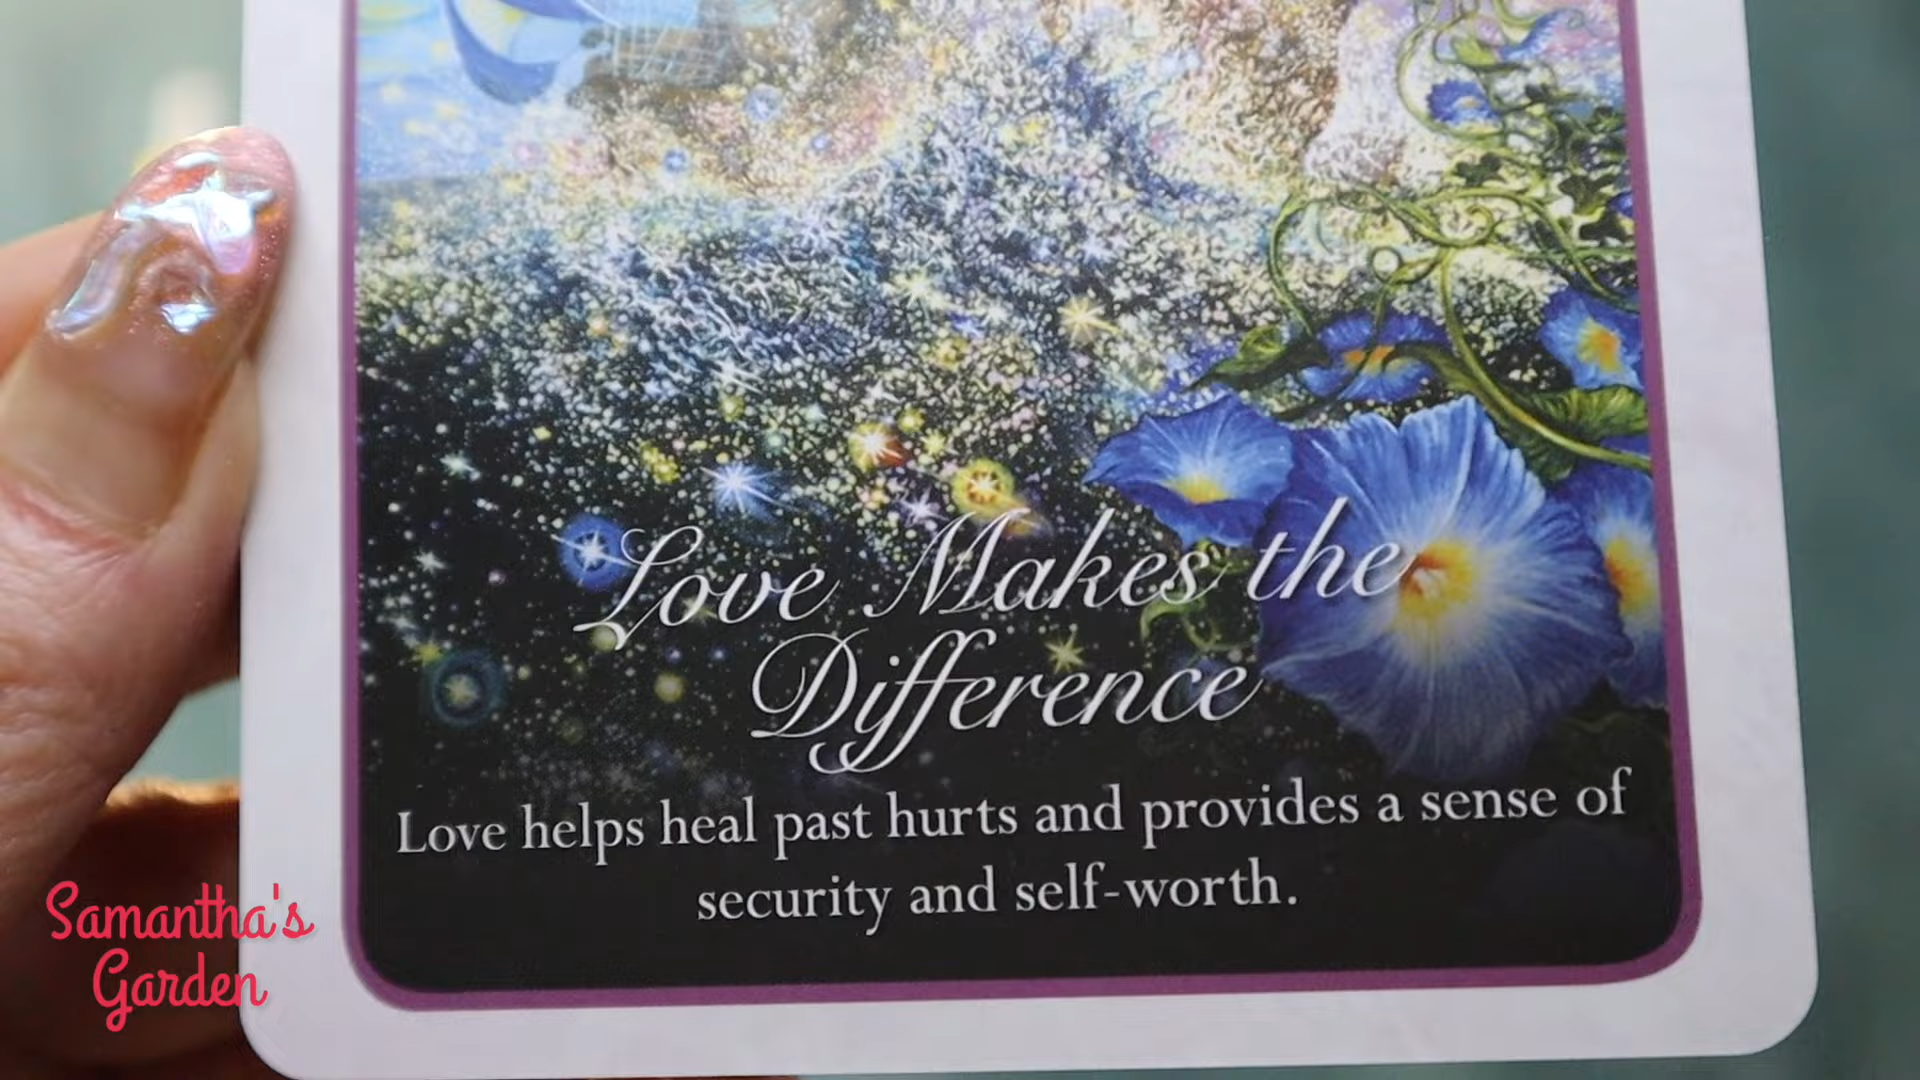 Love Makes the
Difference
Love helps heal past hurts and provides a sense of
security and self-worth.
Samantha's
Garden